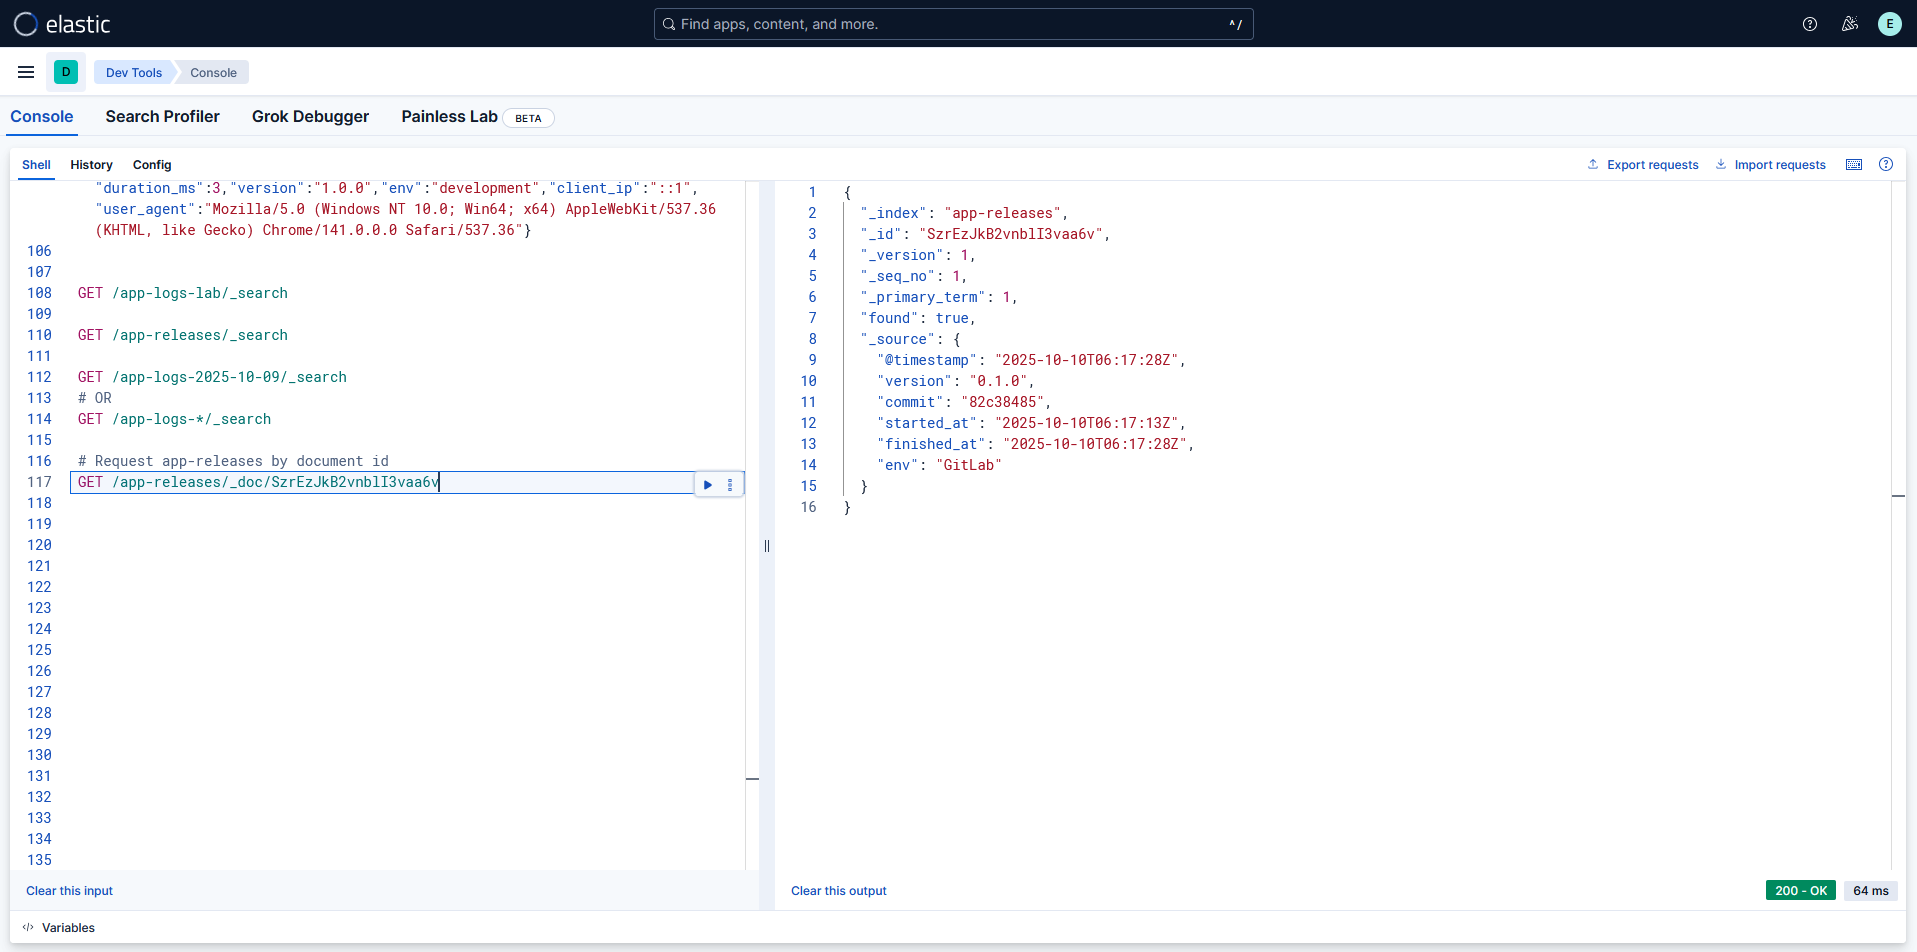 elastic
Find apps, content, and more.
^ /
E
D
Dev Tools
Console
Console
Search Profiler
Grok Debugger
Painless Lab
BETA
Shell
History
Config
Export requests
Import requests
"duration_ms":3,"version":"1.0.0","env":"development","client_ip":"::1",
"user_agent":"Mozilla/5.0 (Windows NT 10.0; Win64; x64) AppleWebKit/537.36
(KHTML, like Gecko) Chrome/141.0.0.0 Safari/537.36"}
106
107
108 GET /app-logs-lab/_search
109
110 GET /app-releases/_search
111
112 GET /app-logs-2025-10-09/_search
113 # OR
114 GET /app-logs-*/_search
115
116 # Request app-releases by document id
117 GET /app-releases/_doc/SzrEzJkB2vnblI3vaa6v
118
119
120
121
122
123
124
125
126
127
128
129
130
131
132
133
134
135
1 {
2 "_index": "app-releases",
3 "_id": "SzrEzJkB2vnblI3vaa6v",
4 "_version": 1,
5 "_seq_no": 1,
6 "_primary_term": 1,
7 "found": true,
8 "_source": {
9 "@timestamp": "2025-10-10T06:17:28Z",
10 "version": "0.1.0",
11 "commit": "82c38485",
12 "started_at": "2025-10-10T06:17:13Z",
13 "finished_at": "2025-10-10T06:17:28Z",
14 "env": "GitLab"
15 }
16 }
Clear this input
Clear this output
200 - OK
64 ms
Variables